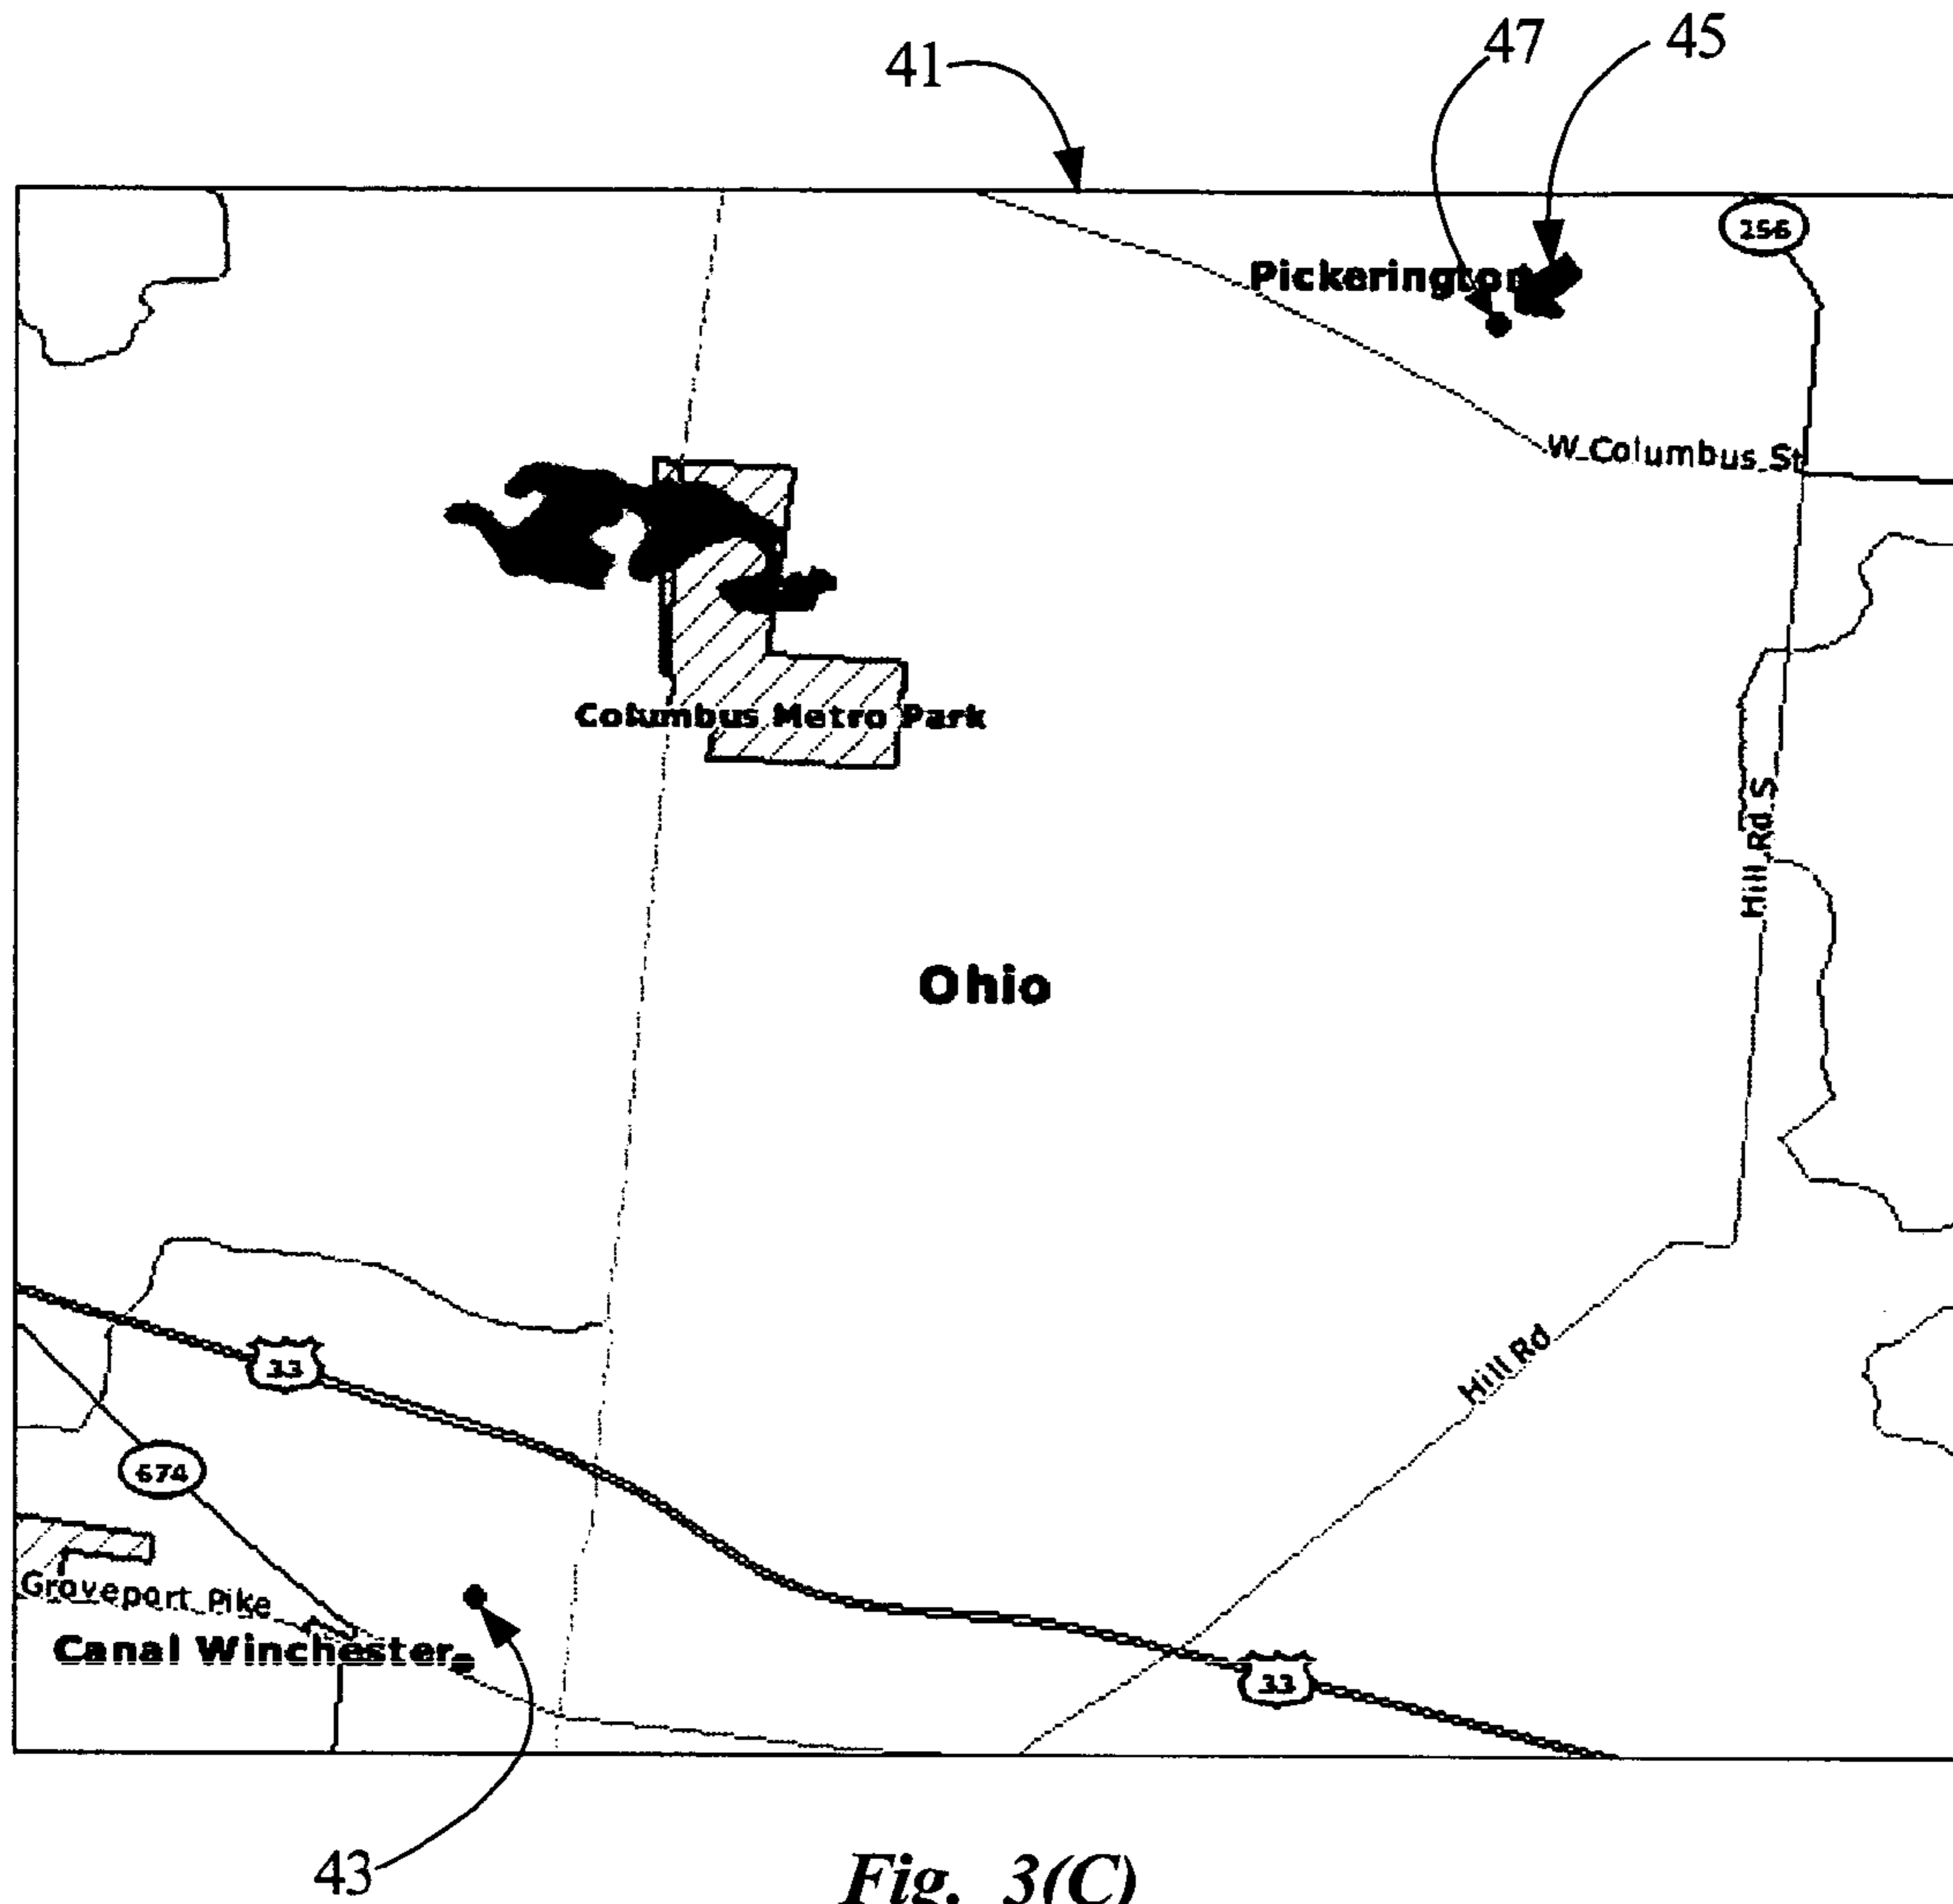 41
47
45
256
Pickerington
W Columbus St
Columbus Metro Park
Hill Rd S
Ohio
Hill Rd
33
674
Groveport Pike
Canal Winchester
33
43
Fig. 3(C)